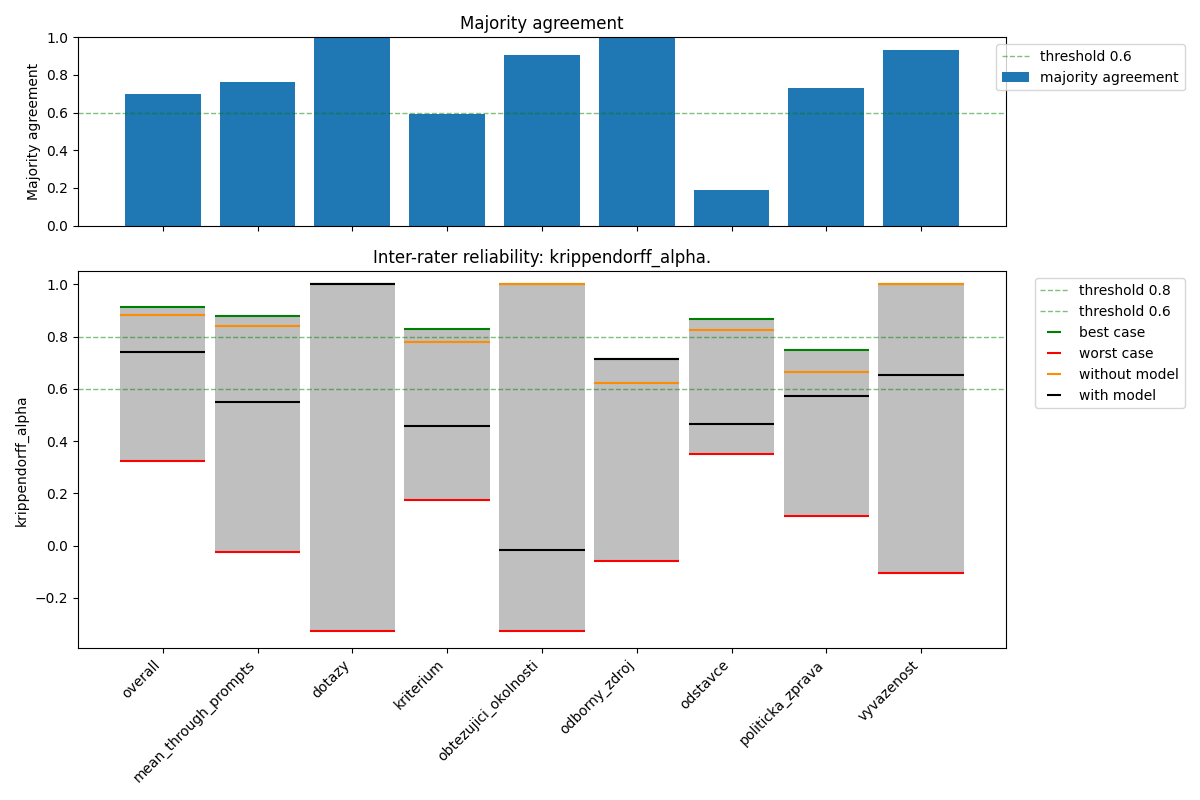 Majority agreement
1.0
0.8
0.6
0.4
0.2
0.0
Majority agreement
threshold 0.6
majority agreement
Inter-rater reliability: krippendorff_alpha.
1.0
0.8
0.6
0.4
0.2
0.0
−0.2
krippendorff_alpha
threshold 0.8
threshold 0.6
best case
worst case
without model
with model
overall
mean_through_prompts
dotazy
kriterium
obtezujici_okolnosti
odborny_zdroj
odstavce
politicka_zprava
vyvazenost